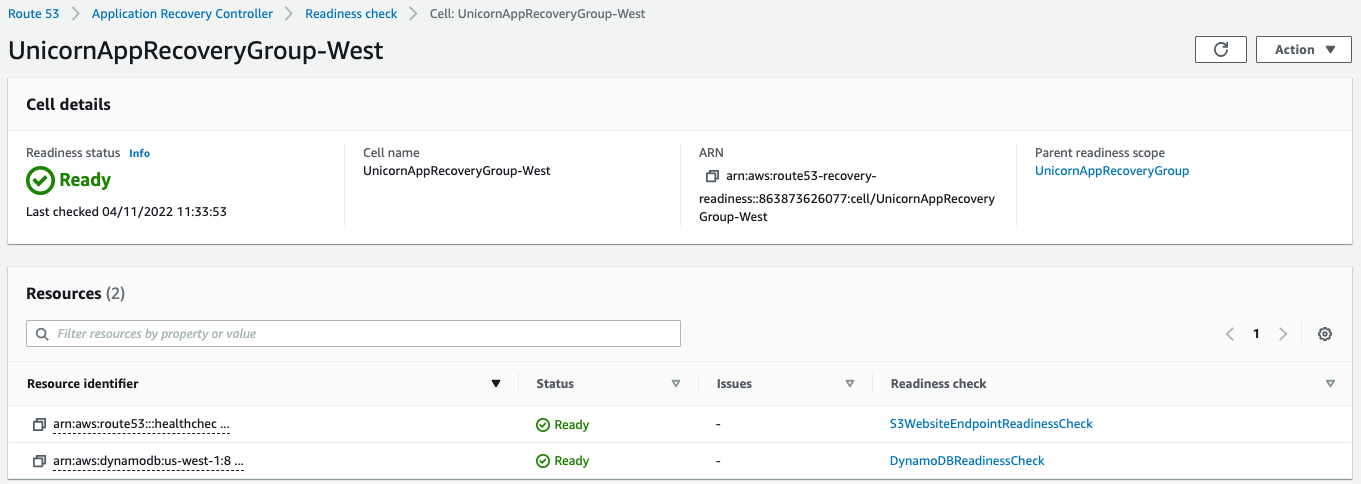 Route 53 Application Recovery Controller Readiness check Cell: UnicornAppRecoveryGroup-West
UnicornAppRecoveryGroup-West
Action
Cell details
Readiness status Info
Ready
Last checked 04/11/2022 11:33:53
Cell name
UnicornAppRecoveryGroup-West
ARN
arn:aws:route53-recovery-
readiness::863873626077:cell/UnicornAppRecovery
Group-West
Parent readiness scope
UnicornAppRecoveryGroup
Resources (2)
Filter resources by property or value
1
Resource identifier Status Issues Readiness check
arn:aws:route53:::healthchec ... Ready - S3WebsiteEndpointReadinessCheck
arn:aws:dynamodb:us-west-1:8 ... Ready - DynamoDBReadinessCheck